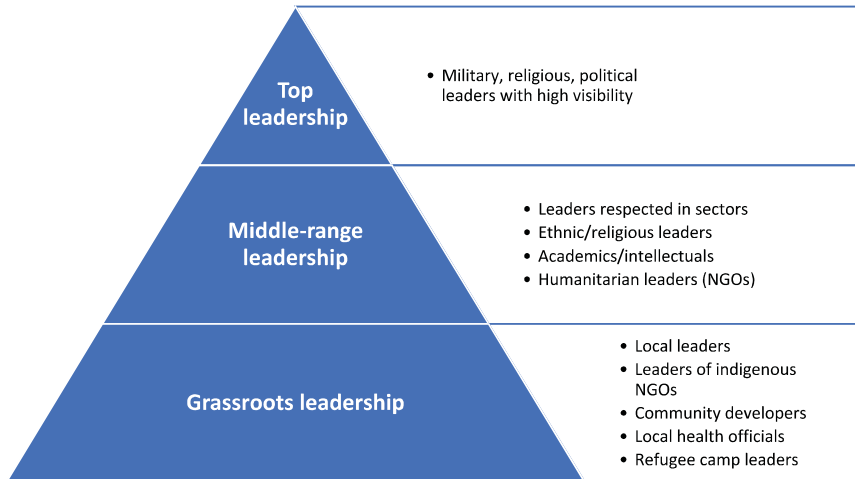 Top
leadership
• Military, religious, political
leaders with high visibility
Middle-range
leadership
• Leaders respected in sectors
• Ethnic/religious leaders
• Academics/intellectuals
• Humanitarian leaders (NGOs)
Grassroots leadership
• Local leaders
• Leaders of indigenous
NGOs
• Community developers
• Local health officials
• Refugee camp leaders